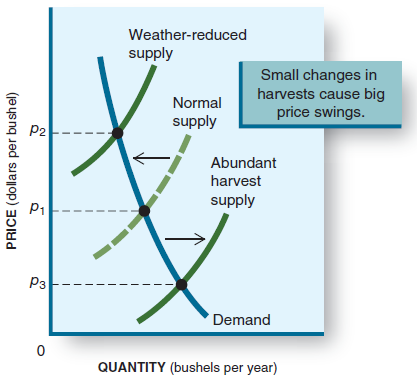 Weather-reduced
supply
Small changes in
harvests cause big
price swings.
Normal
supply
Abundant
harvest
supply
PRICE (dollars per bushel)
p2
p1
p3
Demand
0
QUANTITY (bushels per year)